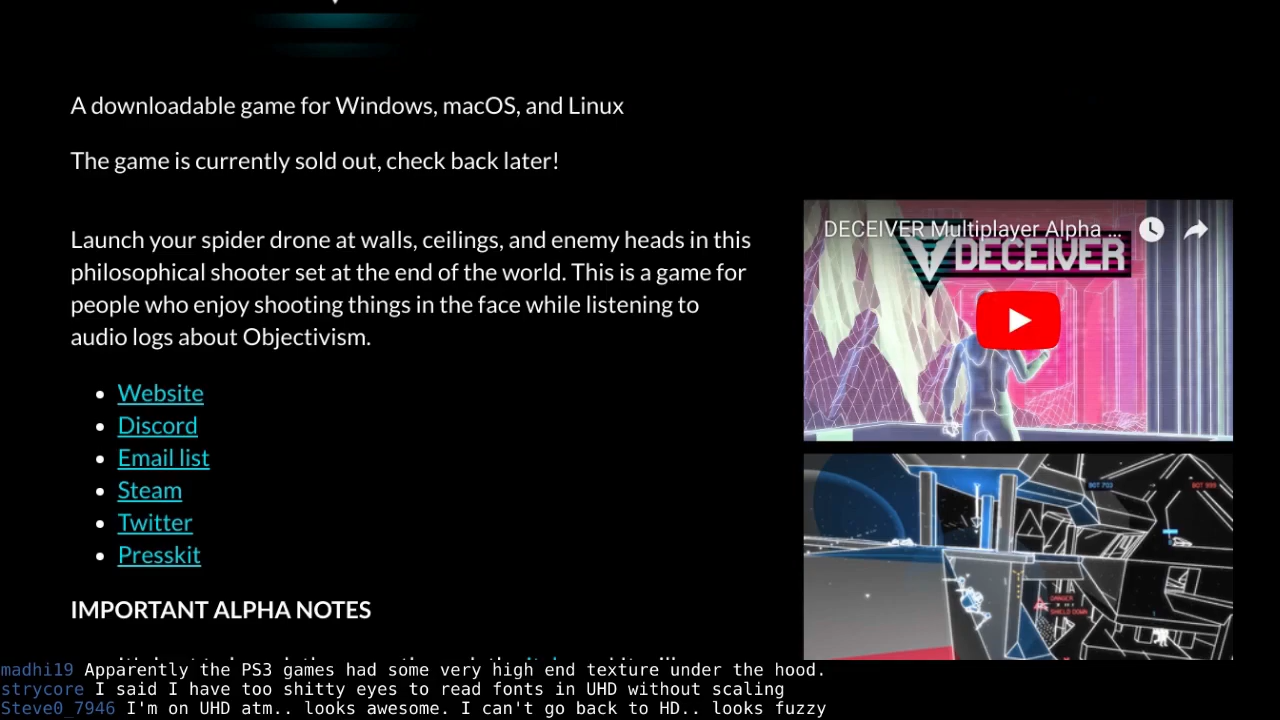 A downloadable game for Windows, macOS, and Linux
The game is currently sold out, check back later!
Launch your spider drone at walls, ceilings, and enemy heads in this
philosophical shooter set at the end of the world. This is a game for
people who enjoy shooting things in the face while listening to
audio logs about Objectivism.
Website
Discord
Email list
Steam
Twitter
Presskit
IMPORTANT ALPHA NOTES
DECEIVER Multiplayer Alpha ...
DECEIVER
DANGER
SHIELD DOWN
madhi19 Apparently the PS3 games had some very high end texture under the hood.
strycore I said I have too shitty eyes to read fonts in UHD without scaling
Steve0_7946 I'm on UHD atm.. looks awesome. I can't go back to HD.. looks fuzzy